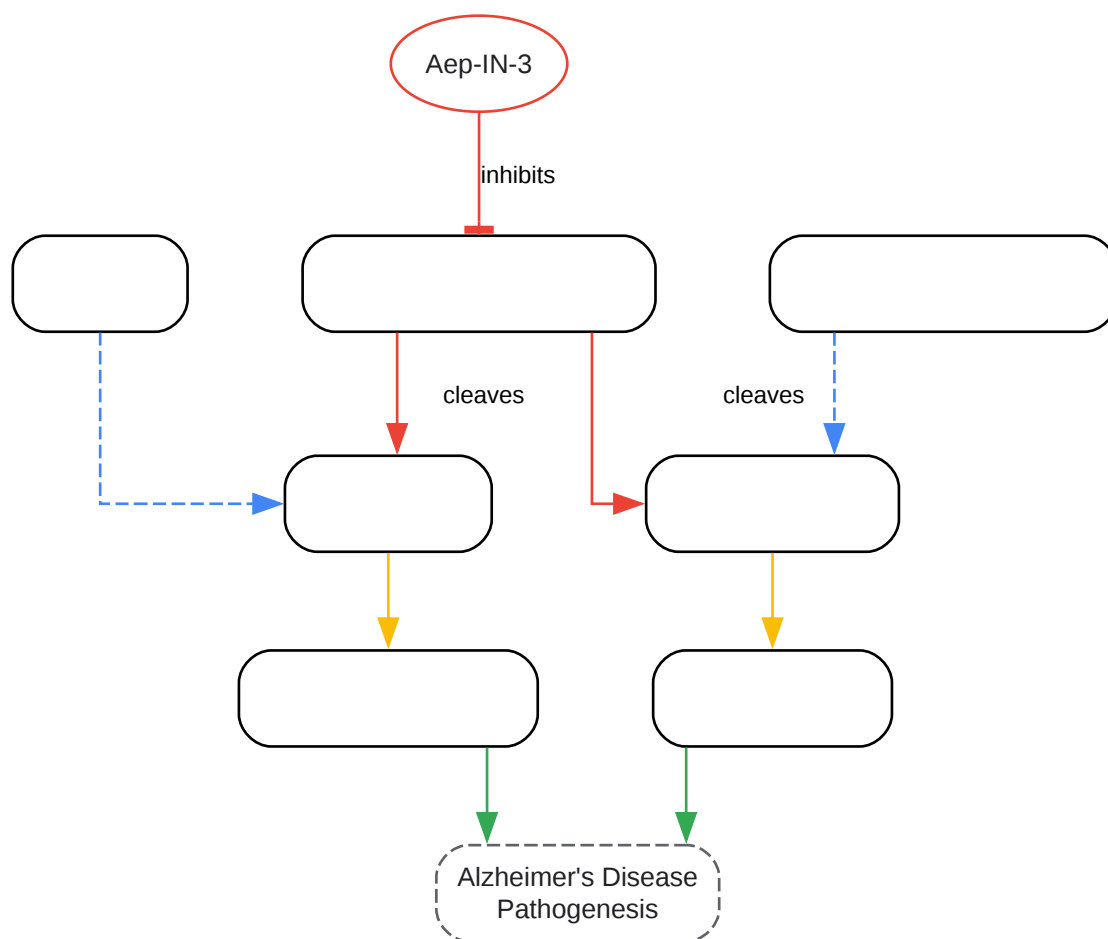 Aep-IN-3
inhibits
cleaves
cleaves
Alzheimer's Disease
Pathogenesis